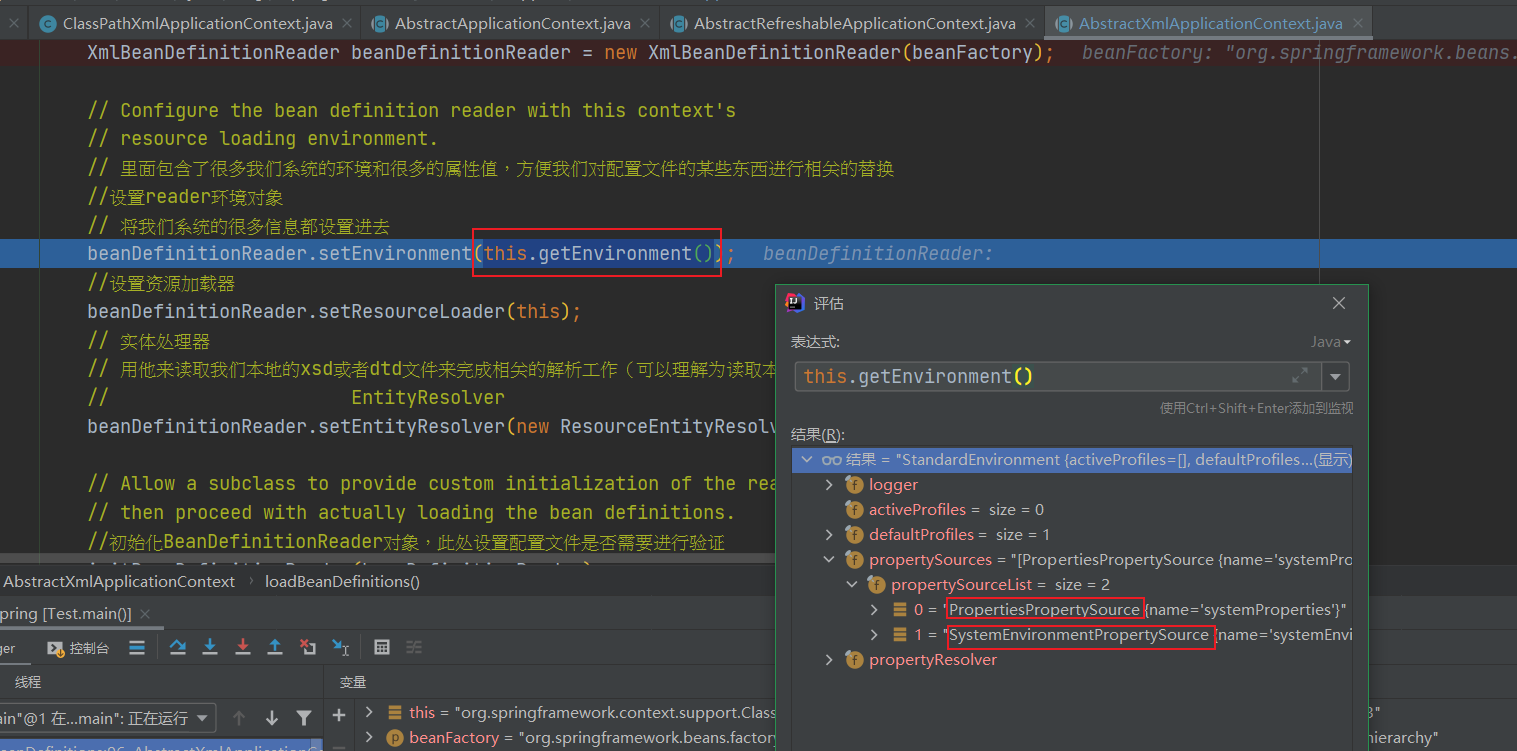 ClassPathXmlApplicationContext.java AbstractApplicationContext.java AbstractRefreshableApplicationContext.java AbstractXmlApplicationContext.java
XmlBeanDefinitionReader beanDefinitionReader = new XmlBeanDefinitionReader(beanFactory); beanFactory: "org.springframework.beans.
// Configure the bean definition reader with this context's
// resource loading environment.
// 里面包含了很多我们系统的环境和很多的属性值，方便我们对配置文件的某些东西进行相关的替换
//设置reader环境对象
// 将我们系统的很多信息都设置进去
beanDefinitionReader.setEnvironment(this.getEnvironment()); beanDefinitionReader:
//设置资源加载器
beanDefinitionReader.setResourceLoader(this);
// 实体处理器
// 用他来读取我们本地的xsd或者dtd文件来完成相关的解析工作（可以理解为读取本
// EntityResolver
beanDefinitionReader.setEntityResolver(new ResourceEntityResolv
// Allow a subclass to provide custom initialization of the rea
// then proceed with actually loading the bean definitions.
//初始化BeanDefinitionReader对象，此处设置配置文件是否需要进行验证
评估
表达式:
Java
this.getEnvironment()
使用Ctrl+Shift+Enter添加到监视
结果(R):
结果 = "StandardEnvironment {activeProfiles=[], defaultProfiles...(显示)
logger
activeProfiles = size = 0
defaultProfiles = size = 1
propertySources = "[PropertiesPropertySource {name='systemPro
propertySourceList = size = 2
0 = "PropertiesPropertySource {name='systemProperties'}"
1 = "SystemEnvironmentPropertySource {name='systemEnvi
propertyResolver
AbstractXmlApplicationContext › loadBeanDefinitions()
pring [Test.main()]
ger 控制台
线程 变量
ain"@1 在...main": 正在运行
this = "org.springframework.context.support.Class
3"
beanFactory = "org.springframework.beans.factory
hierarchy"